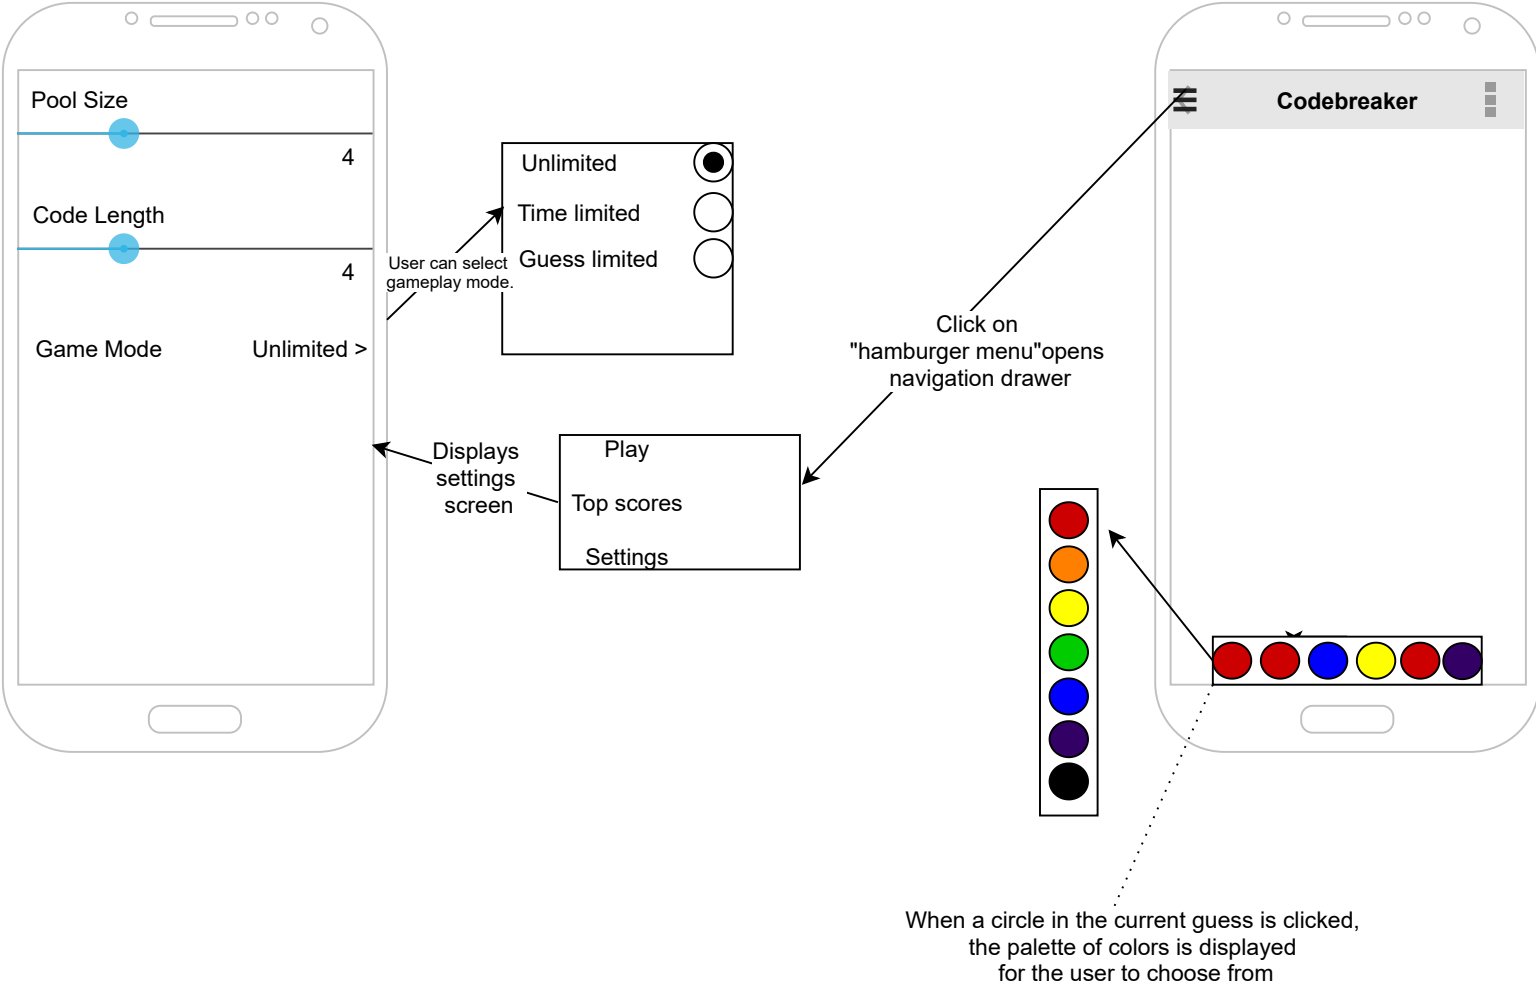 Pool Size
4
Code Length
4
Game Mode
Unlimited >
User can select
gameplay mode.
Unlimited
Time limited
Guess limited
Codebreaker
Click on
"hamburger menu"opens
navigation drawer
Displays
settings
screen
Play
Top scores
Settings
When a circle in the current guess is clicked,
the palette of colors is displayed
for the user to choose from